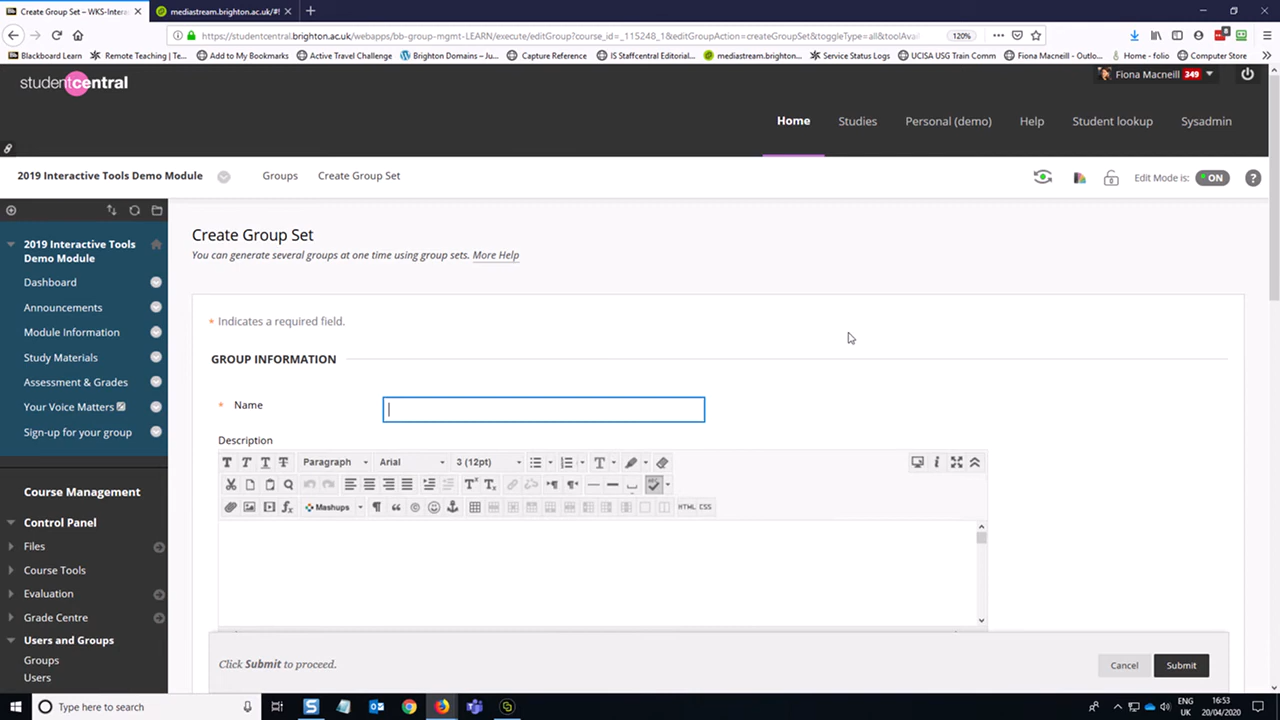 Create Group Set – WKS-Intera
mediastream.brighton.ac.uk/#!
https://studentcentral.brighton.ac.uk/webapps/bb-group-mgmt-LEARN/execute/editGroup?course_id=_115248_1&editGroupAction=createGroupSet&toggleType=all&toolAvai
120%
Blackboard Learn
Remote Teaching | Te...
Add to My Bookmarks
Active Travel Challenge
Brighton Domains – Ju...
Capture Reference
IS Staffcentral Editorial...
mediastream.brighton...
Service Status Logs
UCISA USG Train Comm
Fiona Macneill - Outlo...
Home - folio
Computer Store
studentcentral
Fiona Macneill 349
Home
Studies
Personal (demo)
Help
Student lookup
Sysadmin
2019 Interactive Tools Demo Module
Groups
Create Group Set
Edit Mode is: ON
2019 Interactive Tools
Demo Module
Dashboard
Announcements
Module Information
Study Materials
Assessment & Grades
Your Voice Matters
Sign-up for your group
Course Management
Control Panel
Files
Course Tools
Evaluation
Grade Centre
Users and Groups
Groups
Users
Create Group Set
You can generate several groups at one time using group sets. More Help
* Indicates a required field.
GROUP INFORMATION
* Name
Description
Paragraph
Arial
3 (12pt)
Mashups
HTML CSS
Click Submit to proceed.
Cancel
Submit
Type here to search
ENG
UK
16:53
20/04/2020